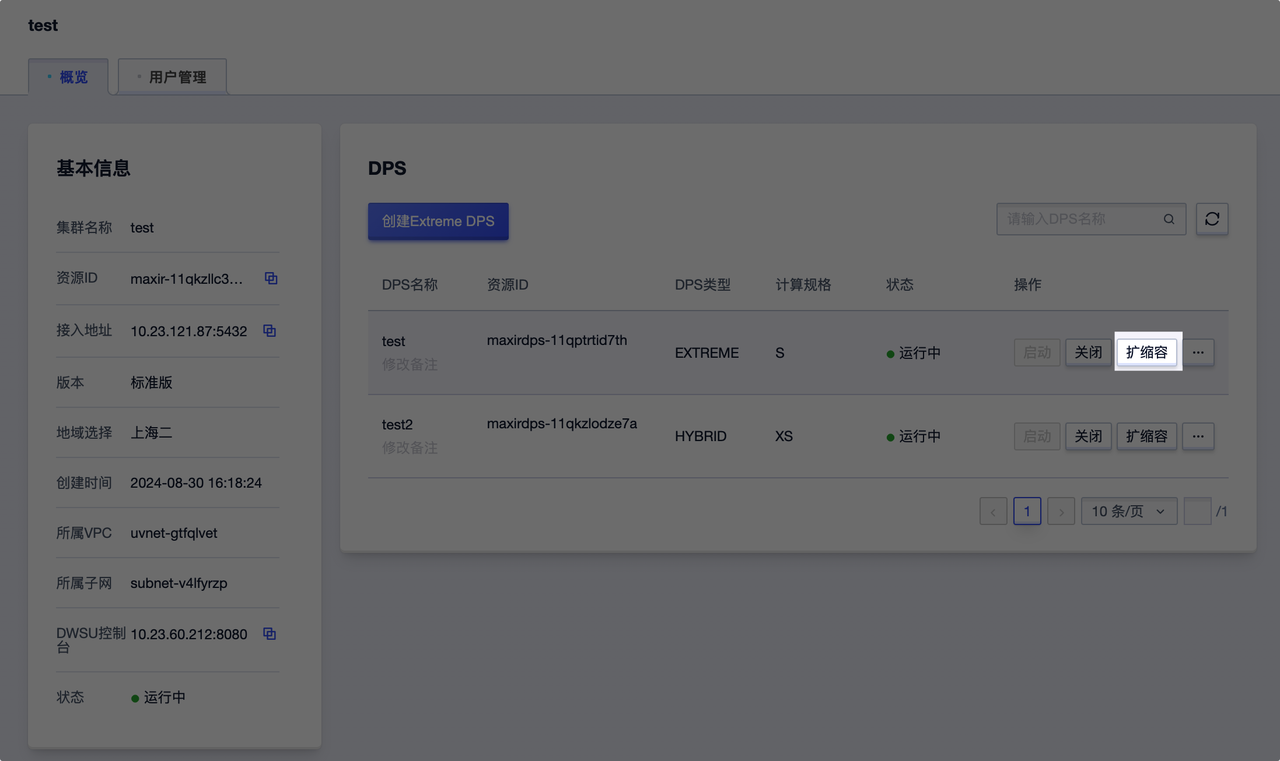 test
概览
用户管理
基本信息
集群名称 test
资源ID maxir-11qkzllc3...
接入地址 10.23.121.87:5432
版本 标准版
地域选择 上海二
创建时间 2024-08-30 16:18:24
所属VPC uvnet-gtfqlvet
所属子网 subnet-v4lfyrzp
DWSU控制台 10.23.60.212:8080
状态 运行中
DPS
创建Extreme DPS
请输入DPS名称
DPS名称 资源ID DPS类型 计算规格 状态 操作
test maxirdps-11qptrtid7th EXTREME S 运行中 启动 关闭 扩缩容 ...
修改备注
test2 maxirdps-11qkzlodze7a HYBRID XS 运行中 启动 关闭 扩缩容 ...
修改备注
< 1 > 10 条/页 /1